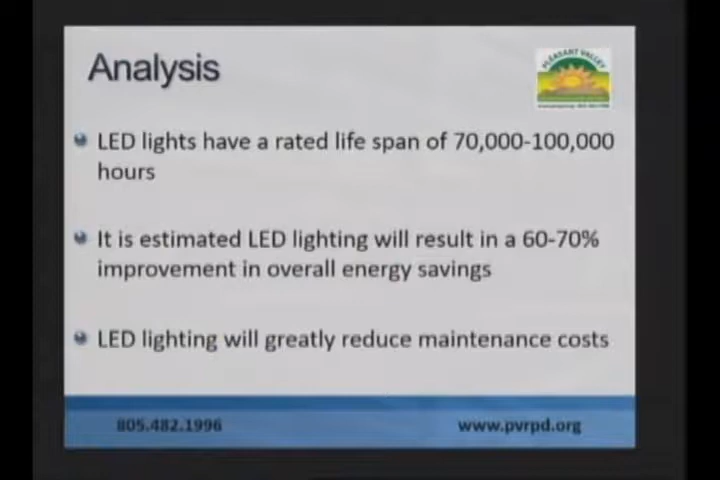 Analysis
PLEASANT VALLEY
LED lights have a rated life span of 70,000-100,000
hours
It is estimated LED lighting will result in a 60-70%
improvement in overall energy savings
LED lighting will greatly reduce maintenance costs
805.482.1996
www.pvrpd.org